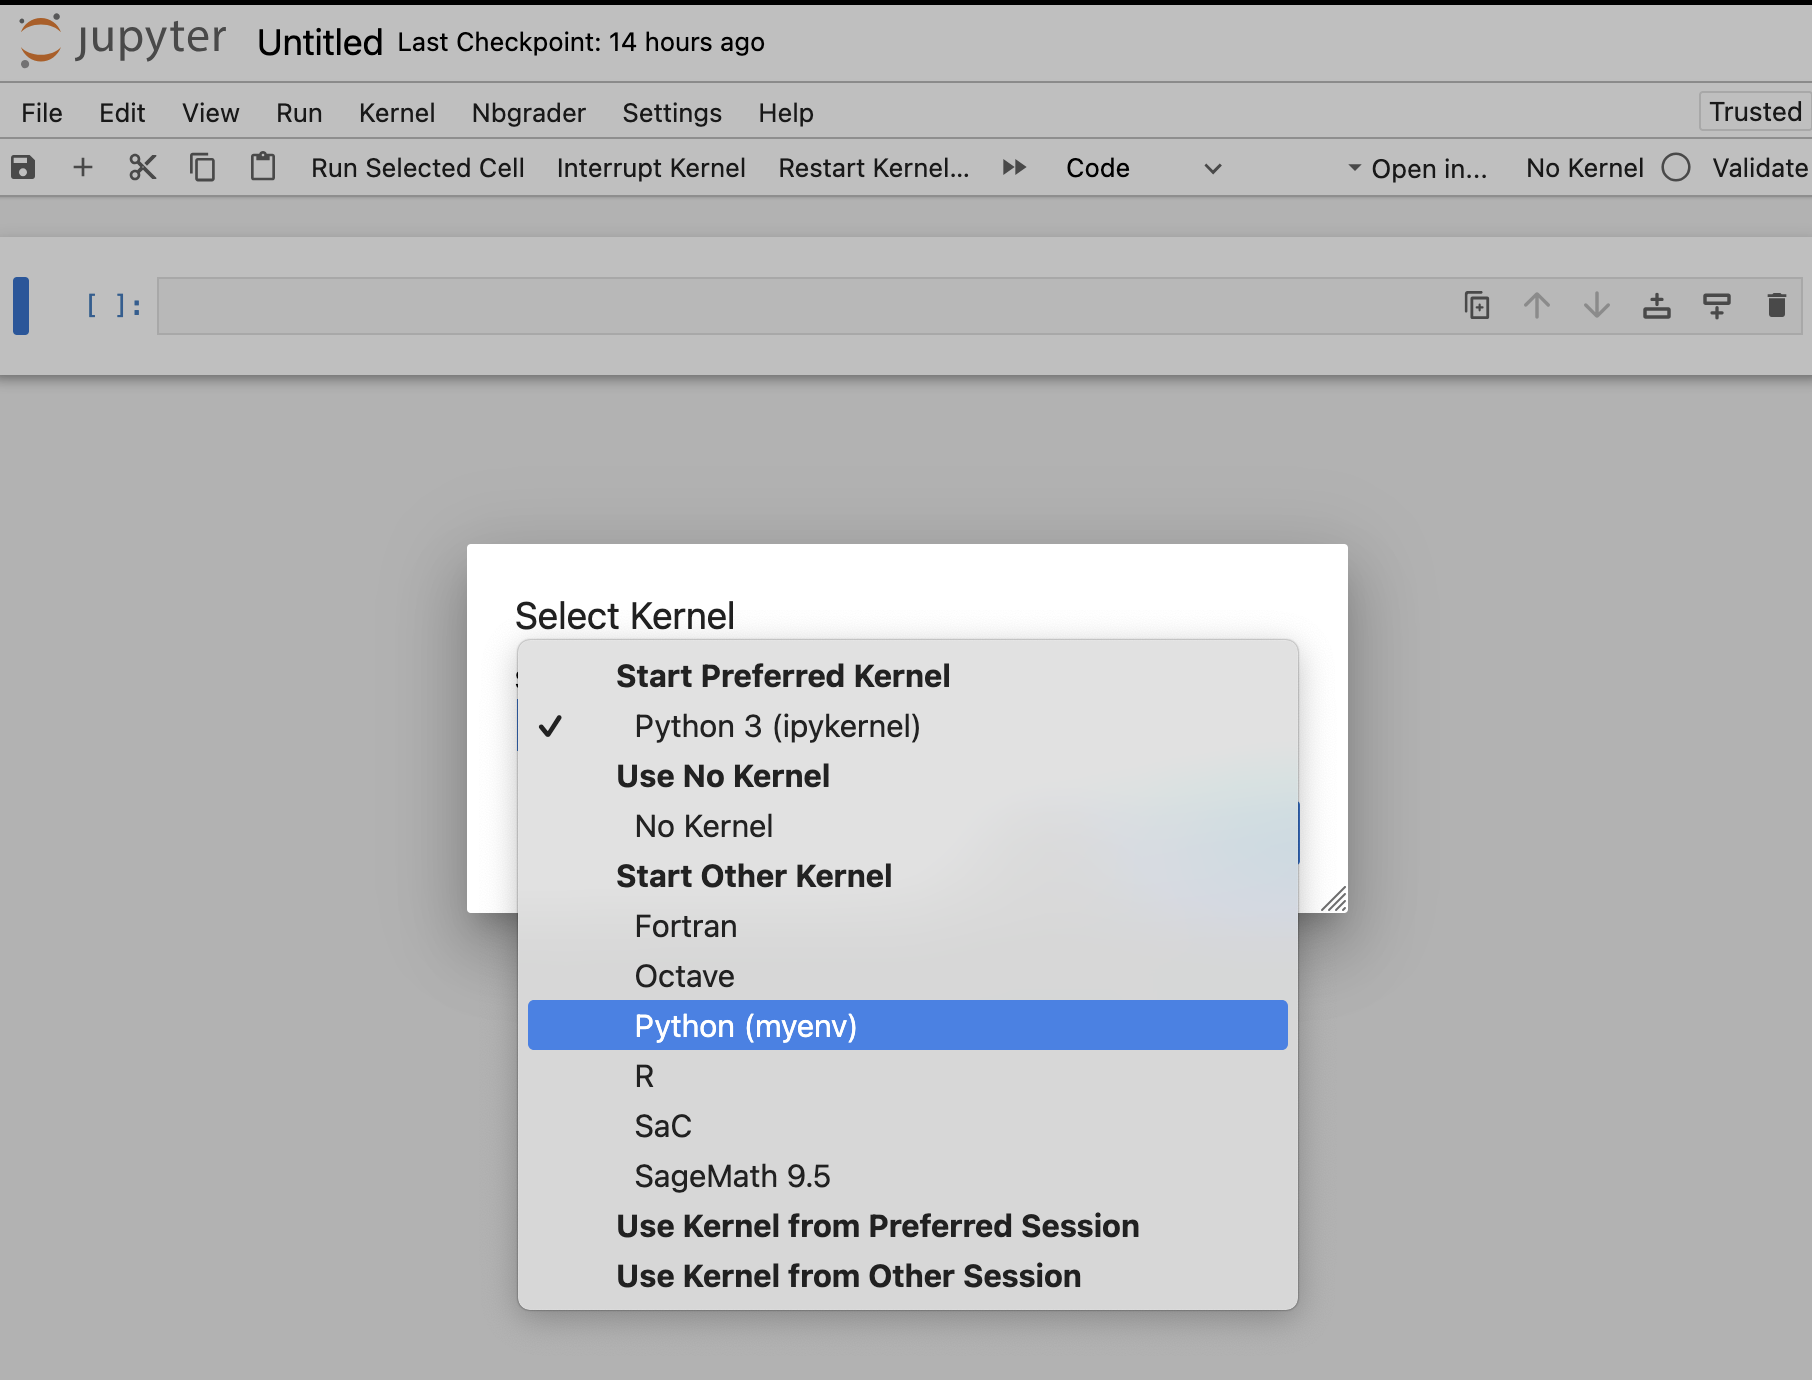 jupyter Untitled Last Checkpoint: 14 hours ago
File Edit View Run Kernel Nbgrader Settings Help Trusted
Run Selected Cell Interrupt Kernel Restart Kernel... Code Open in... No Kernel Validate
[ ]:
Select Kernel
Start Preferred Kernel
✓ Python 3 (ipykernel)
Use No Kernel
No Kernel
Start Other Kernel
Fortran
Octave
Python (myenv)
R
SaC
SageMath 9.5
Use Kernel from Preferred Session
Use Kernel from Other Session